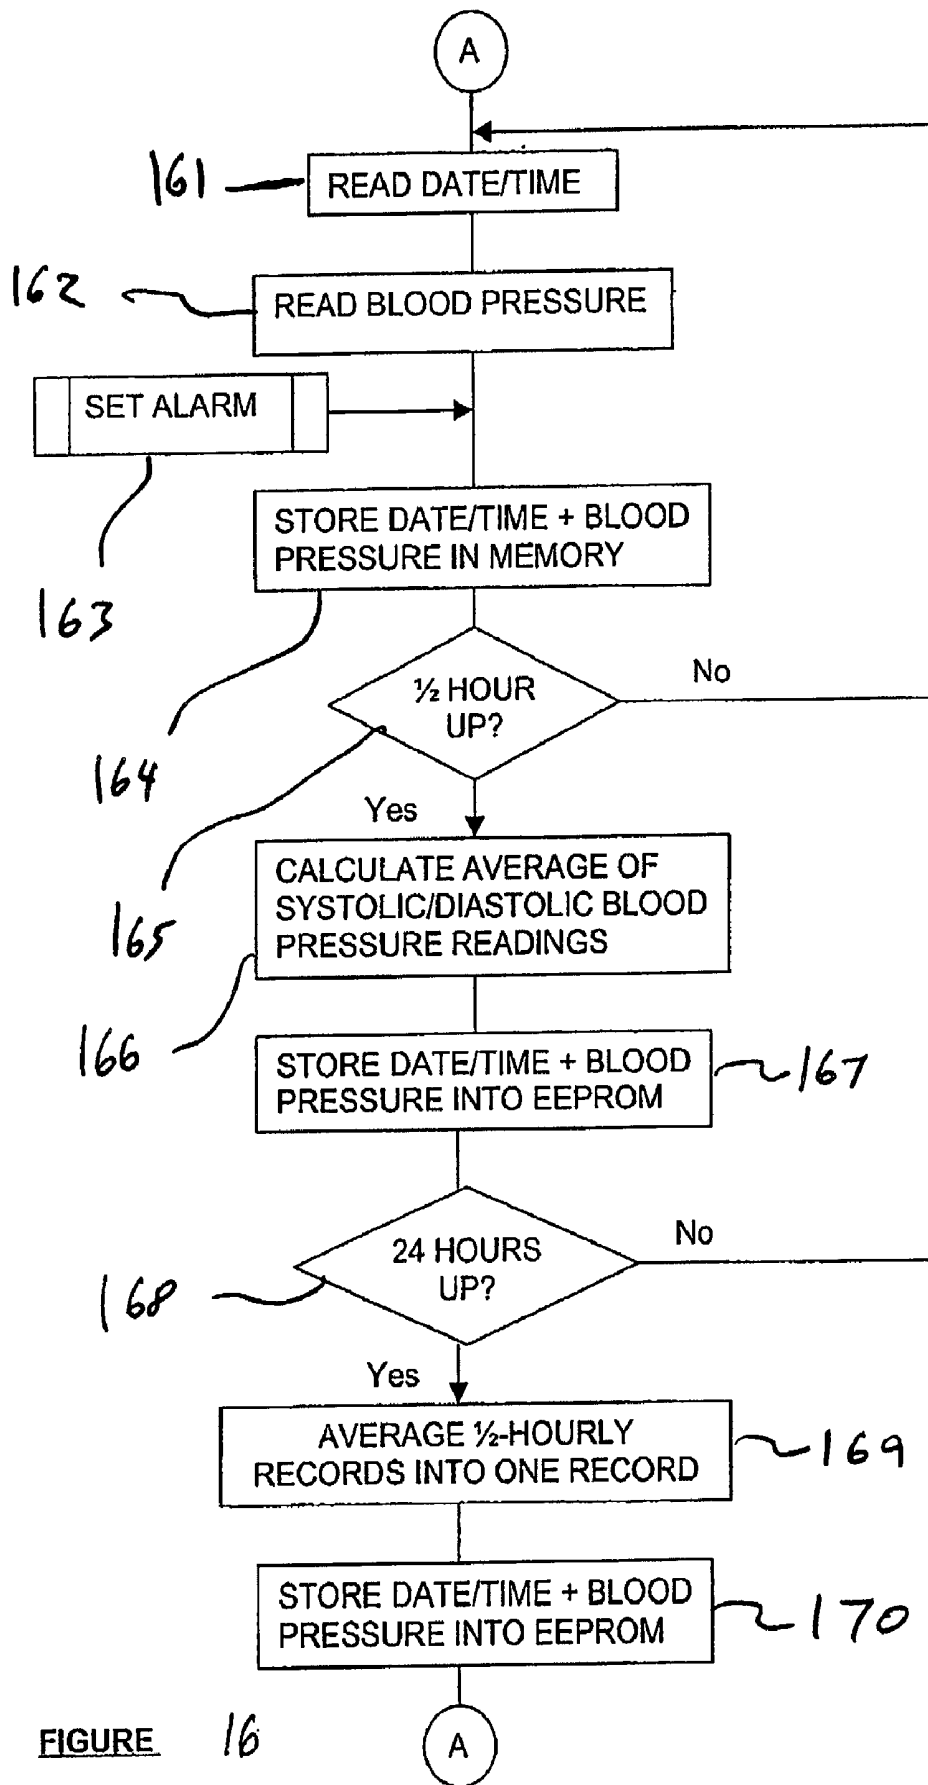 A
161
READ DATE/TIME
162
READ BLOOD PRESSURE
SET ALARM
163
STORE DATE/TIME + BLOOD
PRESSURE IN MEMORY
164
½ HOUR
UP?
No
165
Yes
CALCULATE AVERAGE OF
SYSTOLIC/DIASTOLIC BLOOD
PRESSURE READINGS
166
STORE DATE/TIME + BLOOD
PRESSURE INTO EEPROM
167
24 HOURS
UP?
No
168
Yes
AVERAGE ½-HOURLY
RECORDS INTO ONE RECORD
169
STORE DATE/TIME + BLOOD
PRESSURE INTO EEPROM
170
FIGURE 16
A